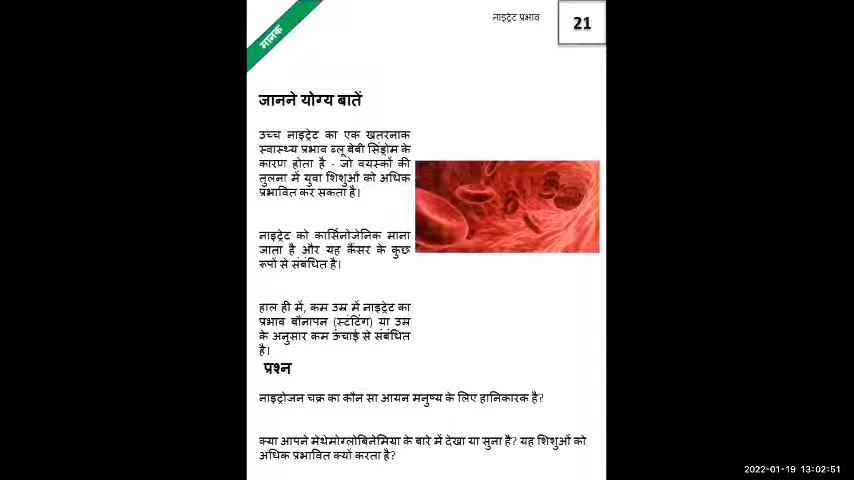 नाइट्रेट प्रभाव
21
मानक
जानने योग्य बातें
उच्च नाइट्रेट का एक खतरनाक
स्वास्थ्य प्रभाव ब्लू बेबी सिंड्रोम के
कारण होता है - जो वयस्कों की
तुलना में युवा शिशुओं को अधिक
प्रभावित कर सकता है।
नाइट्रेट को कार्सिनोजेनिक माना
जाता है और यह कैंसर के कुछ
रूपों से संबंधित है।
हाल ही में, कम उम्र में नाइट्रेट का
प्रभाव बौनापन (स्टंटिंग) या उम्र
के अनुसार कम ऊंचाई से संबंधित
है।
प्रश्न
नाइट्रोजन चक्र का कौन सा आयन मनुष्य के लिए हानिकारक है?
क्या आपने मेथेमोग्लोबिनेमिया के बारे में देखा या सुना है? यह शिशुओं को
अधिक प्रभावित क्यों करता है?
2022-01-19 13:02:51